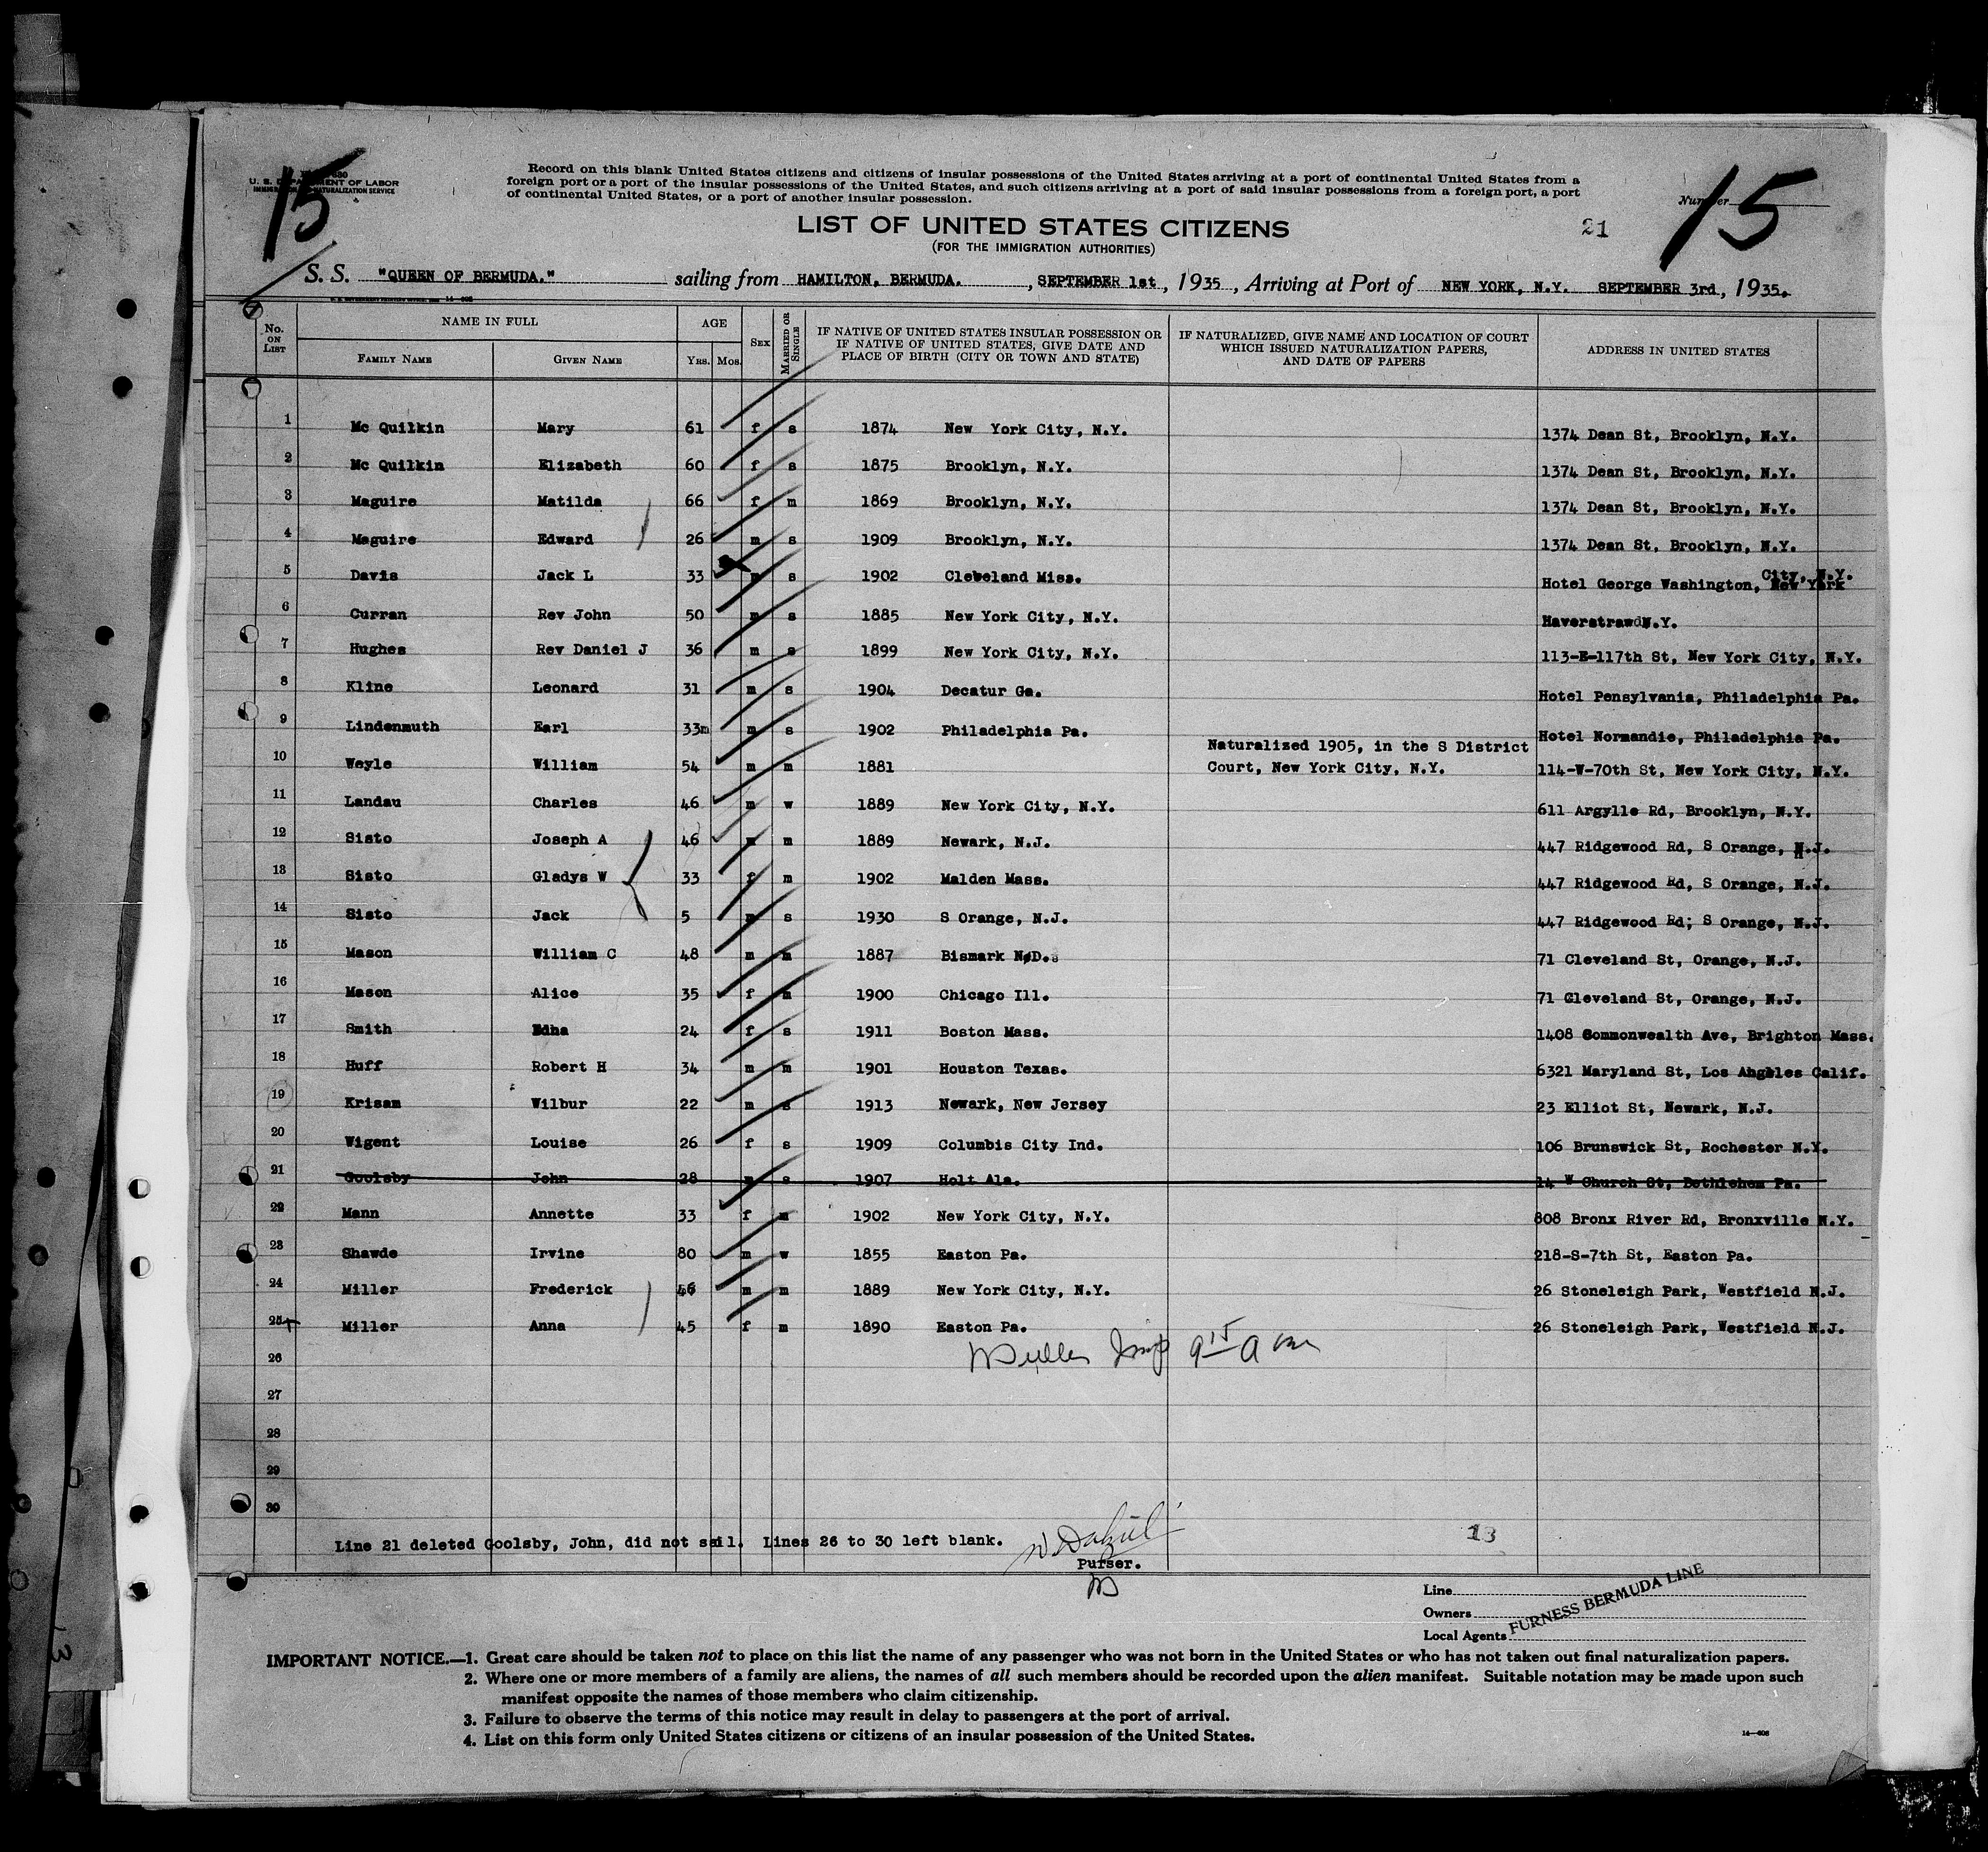 15
U. S. DEPARTMENT OF LABOR
IMMIGRATION AND NATURALIZATION SERVICE
Record on this blank United States citizens and citizens of insular possessions of the United States arriving at a port of continental United States from a
foreign port or a port of the insular possessions of the United States, and such citizens arriving at a port of said insular possessions from a foreign port, a port
of continental United States, or a port of another insular possession.
Number
15
LIST OF UNITED STATES CITIZENS
21
(FOR THE IMMIGRATION AUTHORITIES)
S. S. "QUEEN OF BERMUDA." sailing from HAMILTON, BERMUDA. , SEPTEMBER 1st, 1935, Arriving at Port of NEW YORK, N.Y. SEPTEMBER 3rd, 1935.
No. ON LIST NAME IN FULL FAMILY NAME GIVEN NAME AGE YRS. MOS. SEX MARRIED OR SINGLE IF NATIVE OF UNITED STATES INSULAR POSSESSION OR IF NATIVE OF UNITED STATES, GIVE DATE AND PLACE OF BIRTH (CITY OR TOWN AND STATE) IF NATURALIZED, GIVE NAME AND LOCATION OF COURT WHICH ISSUED NATURALIZATION PAPERS, AND DATE OF PAPERS ADDRESS IN UNITED STATES
1 Mc Quilkin Mary 61 f s 1874 New York City, N.Y. 1374 Dean St, Brooklyn, N.Y.
2 Mc Quilkin Elizabeth 60 f s 1875 Brooklyn, N.Y. 1374 Dean St, Brooklyn, N.Y.
3 Maguire Matilda 66 f m 1869 Brooklyn, N.Y. 1374 Dean St, Brooklyn, N.Y.
4 Maguire Edward 26 m s 1909 Brooklyn, N.Y. 1374 Dean St, Brooklyn, N.Y.
5 Davis Jack L 33 m s 1902 Cleveland Miss. Hotel George Washington, New York City, N.Y.
6 Curran Rev John 50 m s 1885 New York City, N.Y. Haverstraw N.Y.
7 Hughes Rev Daniel J 36 m s 1899 New York City, N.Y. 113-E-117th St, New York City, N.Y.
8 Kline Leonard 31 m s 1904 Decatur Ga. Hotel Pensylvania, Philadelphia Pa.
9 Lindenmuth Earl 33m m s 1902 Philadelphia Pa. Hotel Normandie, Philadelphia Pa.
10 Weyle William 54 m m 1881 Naturalized 1905, in the S District Court, New York City, N.Y. 114-W-70th St, New York City, N.Y.
11 Landau Charles 46 m w 1889 New York City, N.Y. 611 Argylle Rd, Brooklyn, N.Y.
12 Sisto Joseph A 46 m m 1889 Newark, N.J. 447 Ridgewood Rd, S Orange, N.J.
13 Sisto Gladys W 33 f m 1902 Malden Mass. 447 Ridgewood Rd, S Orange, N.J.
14 Sisto Jack 5 m s 1930 S Orange, N.J. 447 Ridgewood Rd; S Orange, N.J.
15 Mason William C 48 m m 1887 Bismark N.D. 71 Cleveland St, Orange, N.J.
16 Mason Alice 35 f m 1900 Chicago Ill. 71 Cleveland St, Orange, N.J.
17 Smith Edna 24 f s 1911 Boston Mass. 1408 Commonwealth Ave, Brighton Mass.
18 Huff Robert H 34 m m 1901 Houston Texas. 6321 Maryland St, Los Angeles Calif.
19 Krisam Wilbur 22 m s 1913 Newark, New Jersey 23 Elliot St, Newark, N.J.
20 Wigent Louise 26 f s 1909 Columbis City Ind. 106 Brunswick St, Rochester N.Y.
21 Goolsby John 28 m s 1907 Holt Ala. 14 W Church St, Bethlehem Pa.
22 Mann Annette 33 f m 1902 New York City, N.Y. 808 Bronx River Rd, Bronxville N.Y.
23 Shawde Irvine 80 m w 1855 Easton Pa. 218-S-7th St, Easton Pa.
24 Miller Frederick 46 m m 1889 New York City, N.Y. 26 Stoneleigh Park, Westfield N.J.
25 Miller Anna 45 f m 1890 Easton Pa. 26 Stoneleigh Park, Westfield N.J.
26
27
28
29
30
Line 21 deleted Goolsby, John, did not sail. Lines 26 to 30 left blank.
Purser.
13
Line
Owners
Local Agents
FURNESS BERMUDA LINE
IMPORTANT NOTICE.—1. Great care should be taken not to place on this list the name of any passenger who was not born in the United States or who has not taken out final naturalization papers.
2. Where one or more members of a family are aliens, the names of all such members should be recorded upon the alien manifest. Suitable notation may be made upon such
manifest opposite the names of those members who claim citizenship.
3. Failure to observe the terms of this notice may result in delay to passengers at the port of arrival.
4. List on this form only United States citizens or citizens of an insular possession of the United States.
14—608